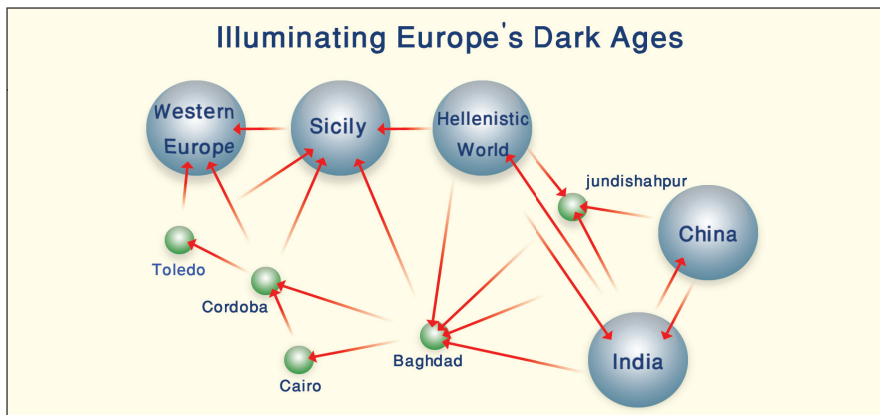 Illuminating Europe's Dark Ages
Western
Europe
Sicily
Hellenistic
World
jundishahpur
China
Toledo
Cordoba
Baghdad
India
Cairo